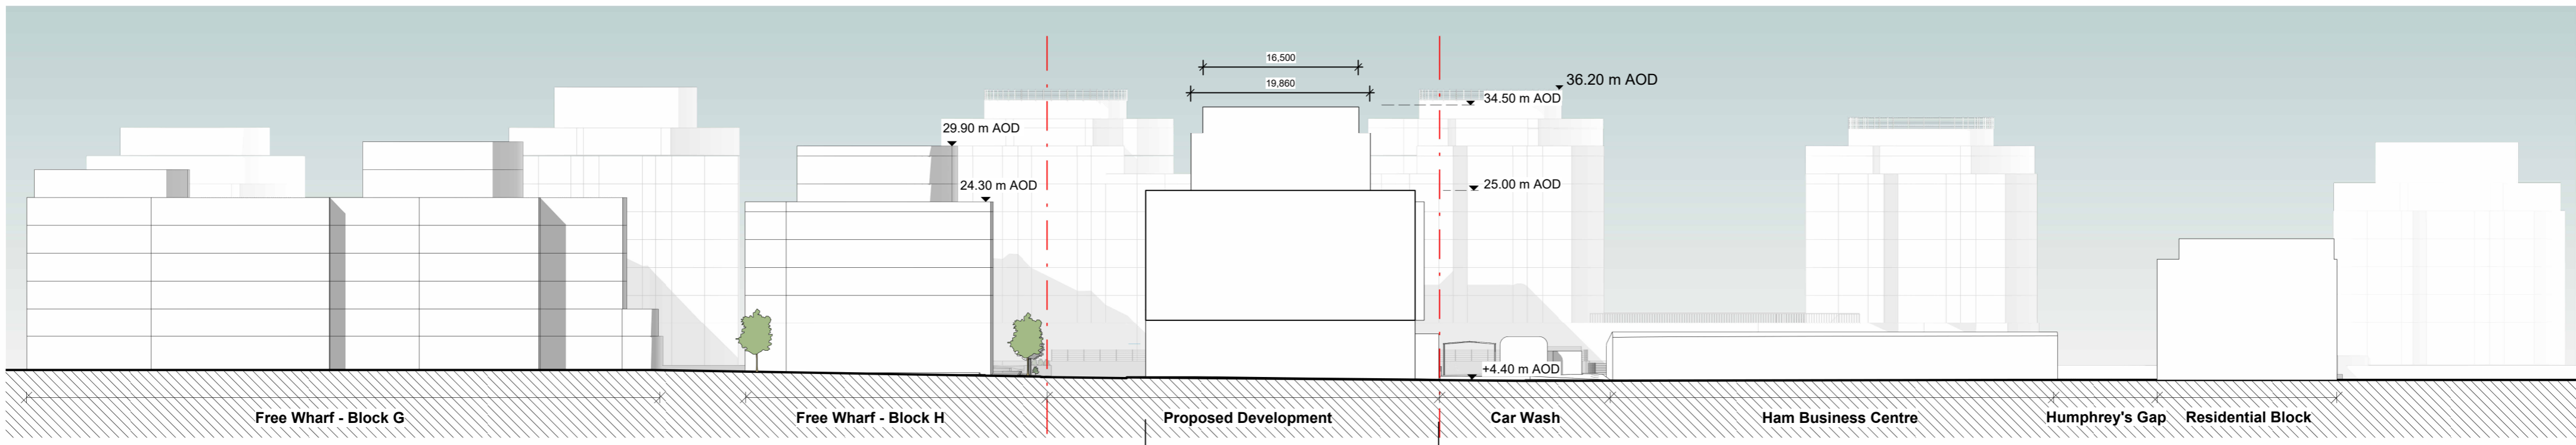 16,500
36.20 m AOD
19,860
34.50 m AOD
29.90 m AOD
24.30 m AOD
25.00 m AOD
+4.40 m AOD
Free Wharf - Block G
Free Wharf - Block H
Proposed Development
Car Wash
Ham Business Centre
Humphrey's Gap
Residential Block